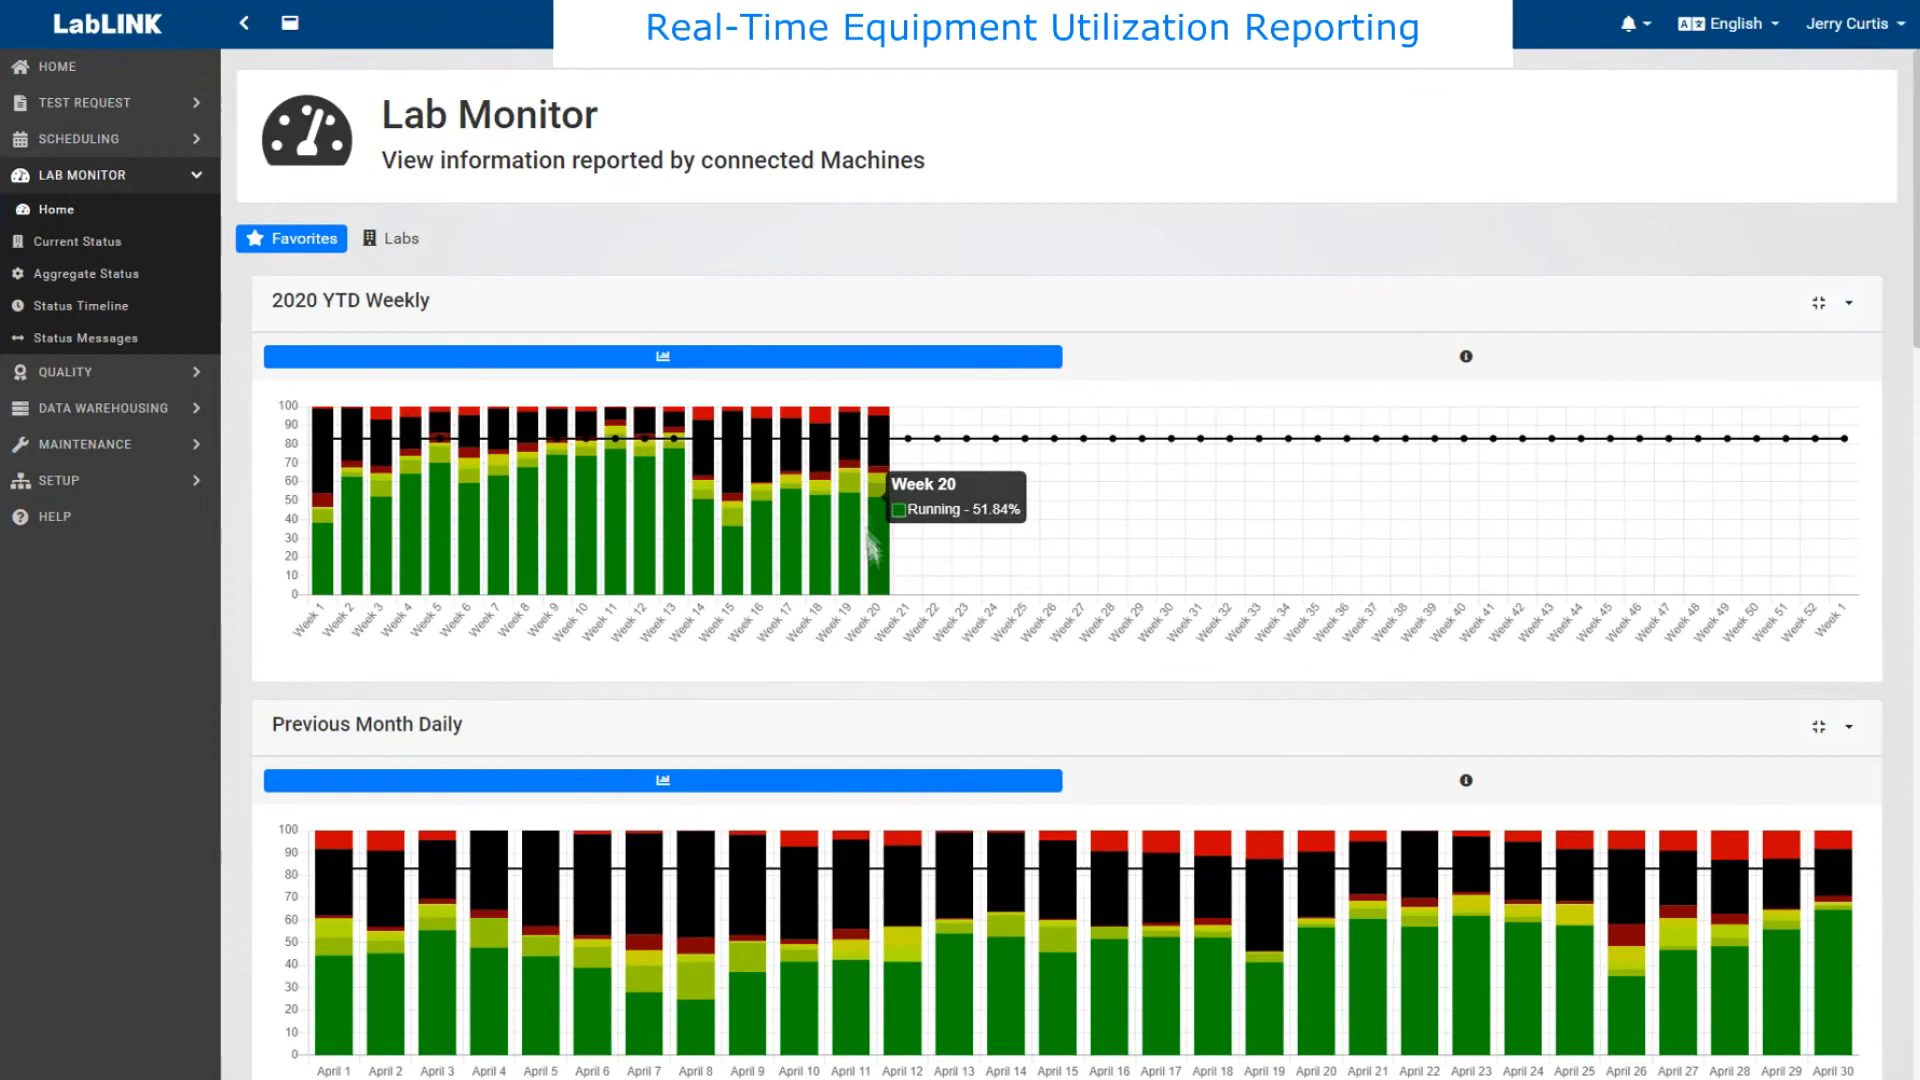 LabLINK
Real-Time Equipment Utilization Reporting
English
Jerry Curtis
HOME
TEST REQUEST
SCHEDULING
LAB MONITOR
Home
Current Status
Aggregate Status
Status Timeline
Status Messages
QUALITY
DATA WAREHOUSING
MAINTENANCE
SETUP
HELP
Lab Monitor
View information reported by connected Machines
Favorites
Labs
2020 YTD Weekly
100
90
80
70
60
50
40
30
20
10
0
Week 20
Running - 51.84%
Week 1
Week 2
Week 3
Week 4
Week 5
Week 6
Week 7
Week 8
Week 9
Week 10
Week 11
Week 12
Week 13
Week 14
Week 15
Week 16
Week 17
Week 18
Week 19
Week 20
Week 21
Week 22
Week 23
Week 24
Week 25
Week 26
Week 27
Week 28
Week 29
Week 30
Week 31
Week 32
Week 33
Week 34
Week 35
Week 36
Week 37
Week 38
Week 39
Week 40
Week 41
Week 42
Week 43
Week 44
Week 45
Week 46
Week 47
Week 48
Week 49
Week 50
Week 51
Week 52
Week 1
Previous Month Daily
100
90
80
70
60
50
40
30
20
10
0
April 1
April 2
April 3
April 4
April 5
April 6
April 7
April 8
April 9
April 10
April 11
April 12
April 13
April 14
April 15
April 16
April 17
April 18
April 19
April 20
April 21
April 22
April 23
April 24
April 25
April 26
April 27
April 28
April 29
April 30